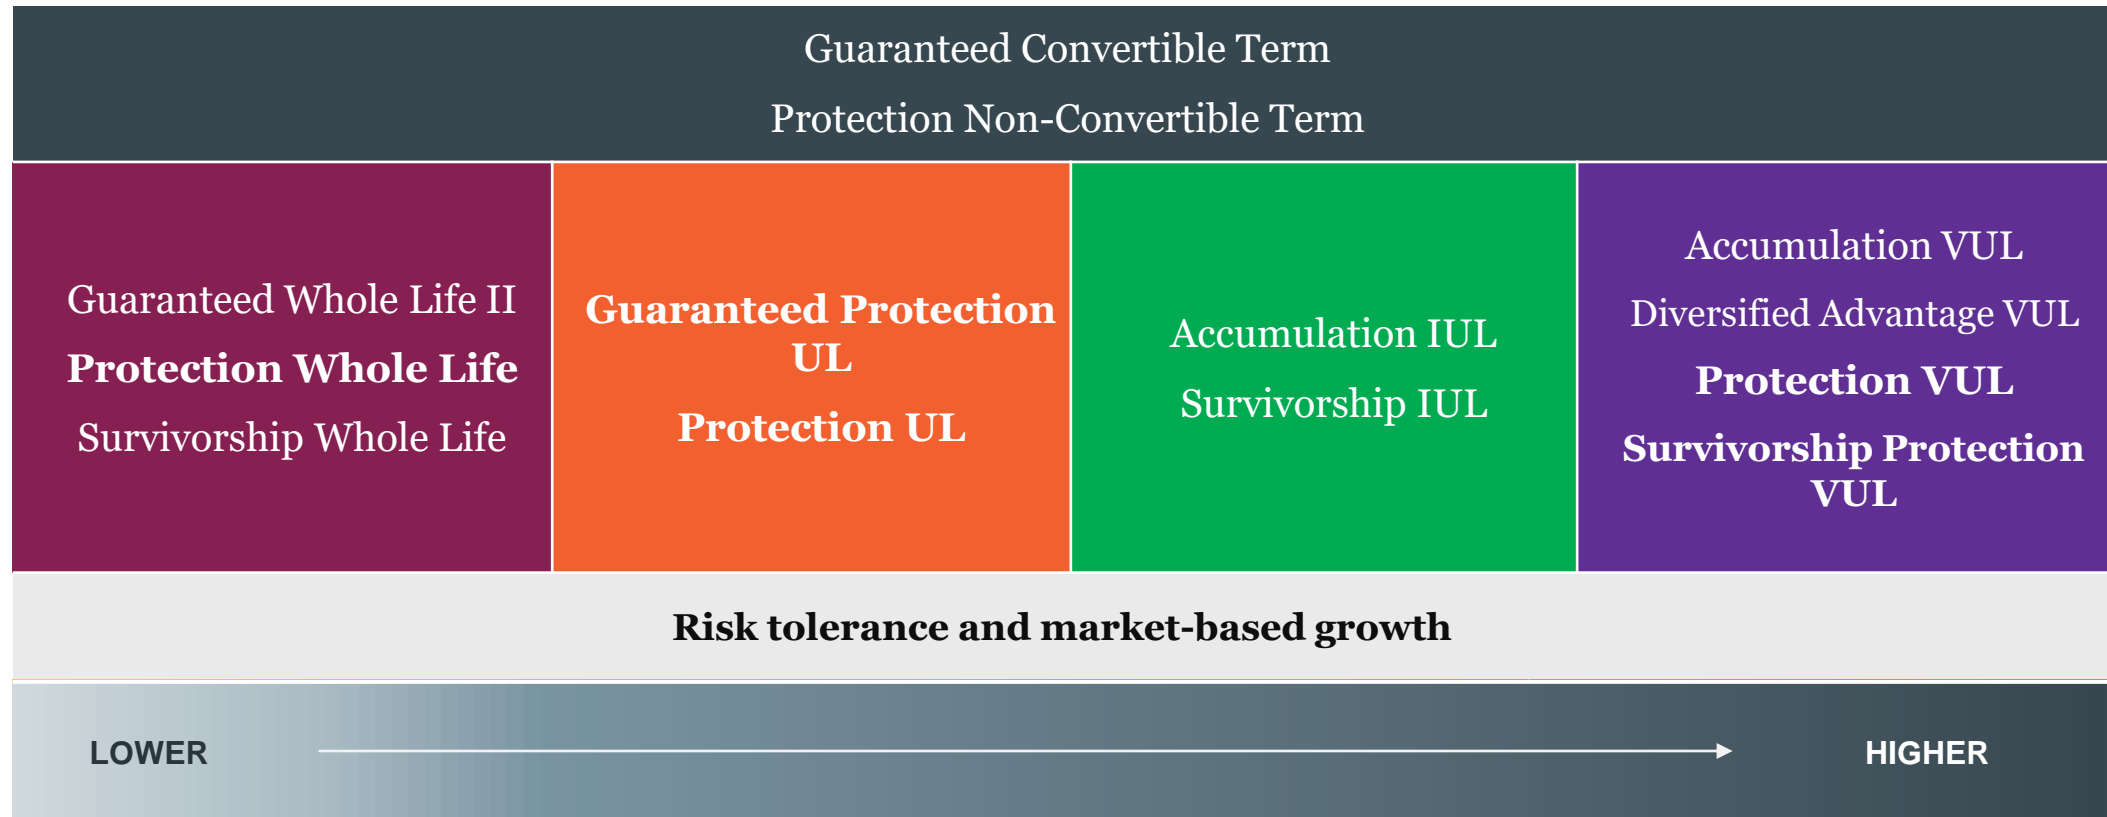 Guaranteed Convertible Term
Protection Non-Convertible Term
Guaranteed Whole Life II
Protection Whole Life
Survivorship Whole Life
Guaranteed Protection
UL
Protection UL
Accumulation IUL
Survivorship IUL
Accumulation VUL
Diversified Advantage VUL
Protection VUL
Survivorship Protection
VUL
Risk tolerance and market-based growth
LOWER
HIGHER